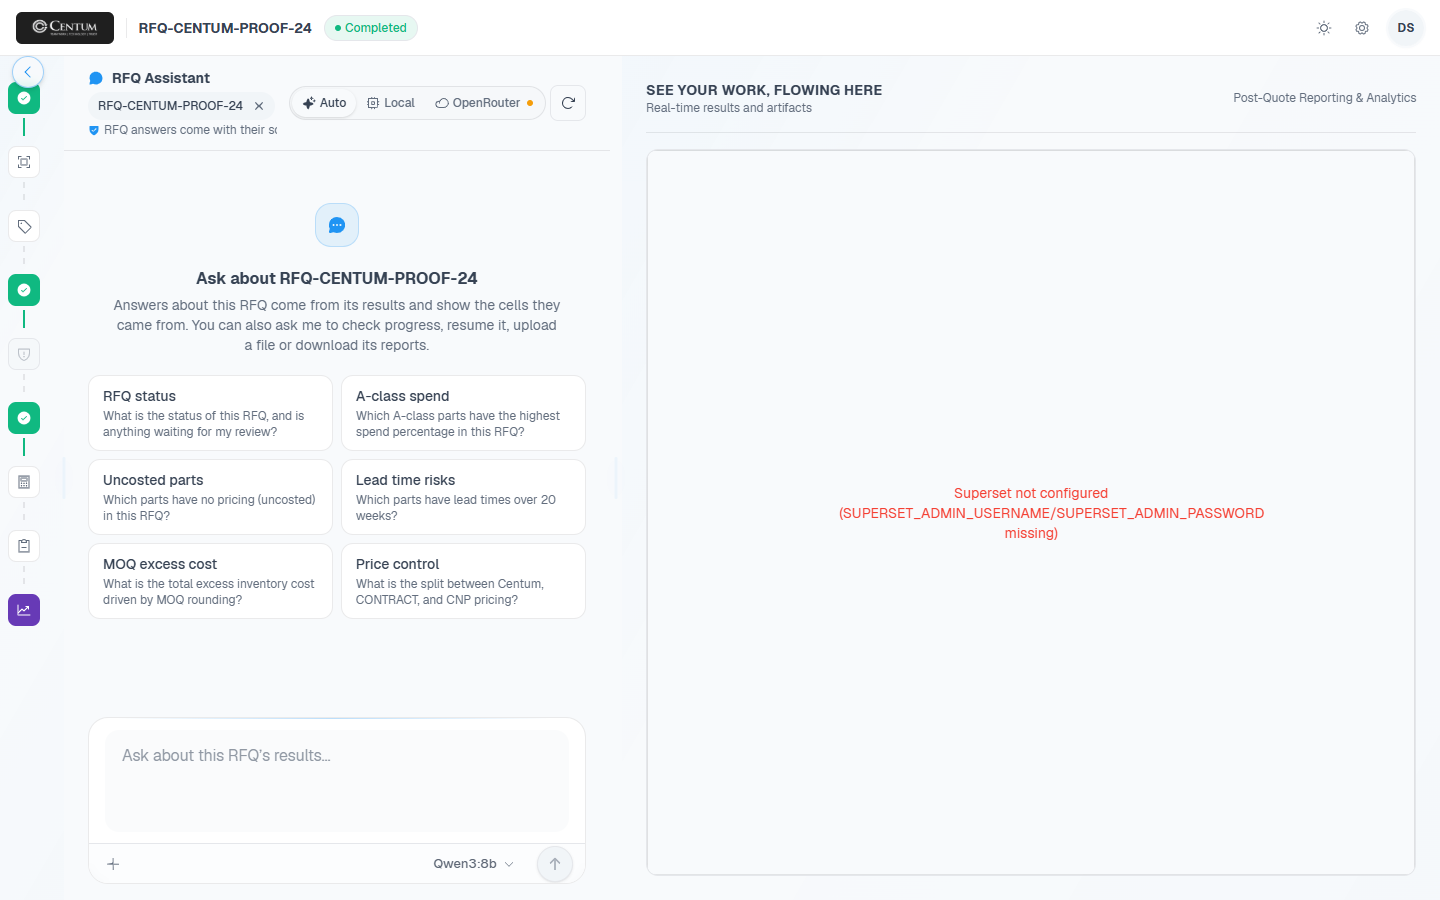 CENTUM
RFQ-CENTUM-PROOF-24
Completed
DS
RFQ Assistant
RFQ-CENTUM-PROOF-24
Auto
Local
OpenRouter
RFQ answers come with their sc
SEE YOUR WORK, FLOWING HERE
Real-time results and artifacts
Post-Quote Reporting & Analytics
Ask about RFQ-CENTUM-PROOF-24
Answers about this RFQ come from its results and show the cells they
came from. You can also ask me to check progress, resume it, upload
a file or download its reports.
RFQ status
What is the status of this RFQ, and is
anything waiting for my review?
A-class spend
Which A-class parts have the highest
spend percentage in this RFQ?
Uncosted parts
Which parts have no pricing (uncosted)
in this RFQ?
Lead time risks
Which parts have lead times over 20
weeks?
MOQ excess cost
What is the total excess inventory cost
driven by MOQ rounding?
Price control
What is the split between Centum,
CONTRACT, and CNP pricing?
Superset not configured
(SUPERSET_ADMIN_USERNAME/SUPERSET_ADMIN_PASSWORD
missing)
Ask about this RFQ's results...
Qwen3:8b